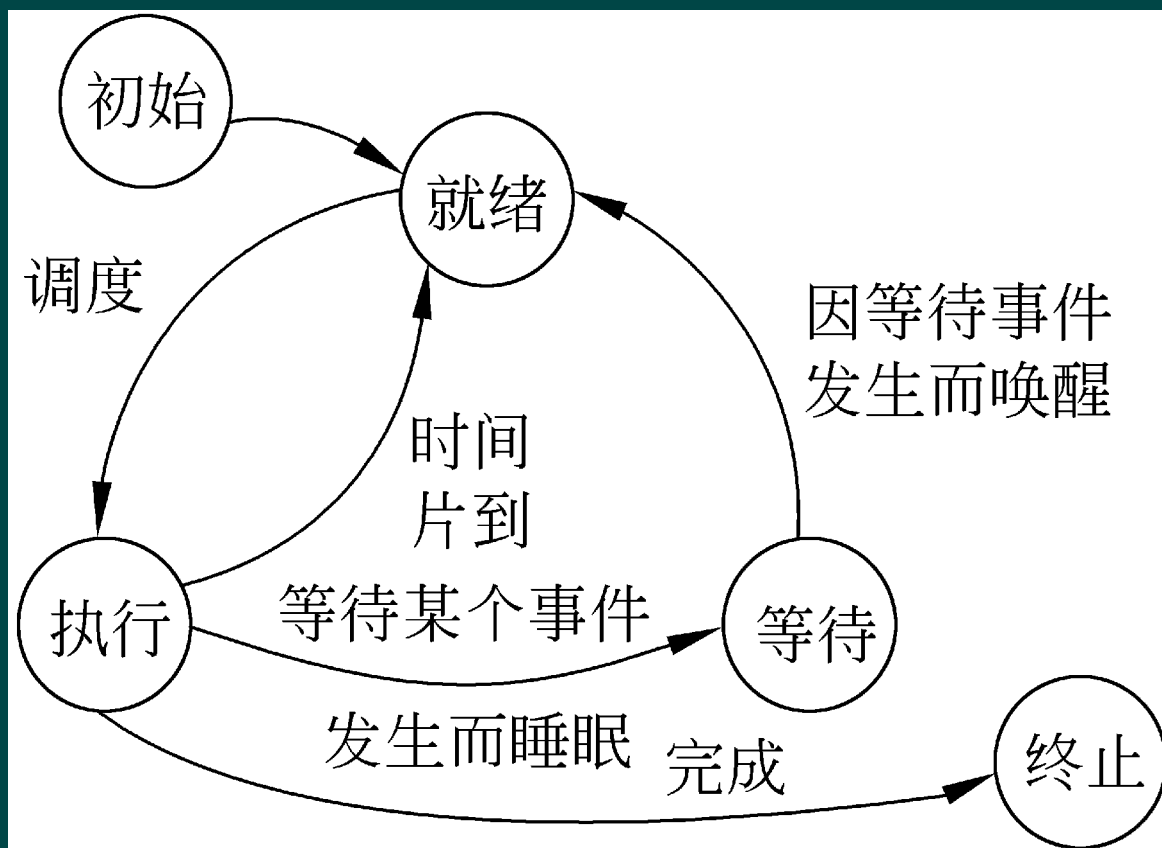 初始
就绪
调度
因等待事件
发生而唤醒
时间
片到
等待某个事件
执行
等待
发生而睡眠
完成
终止